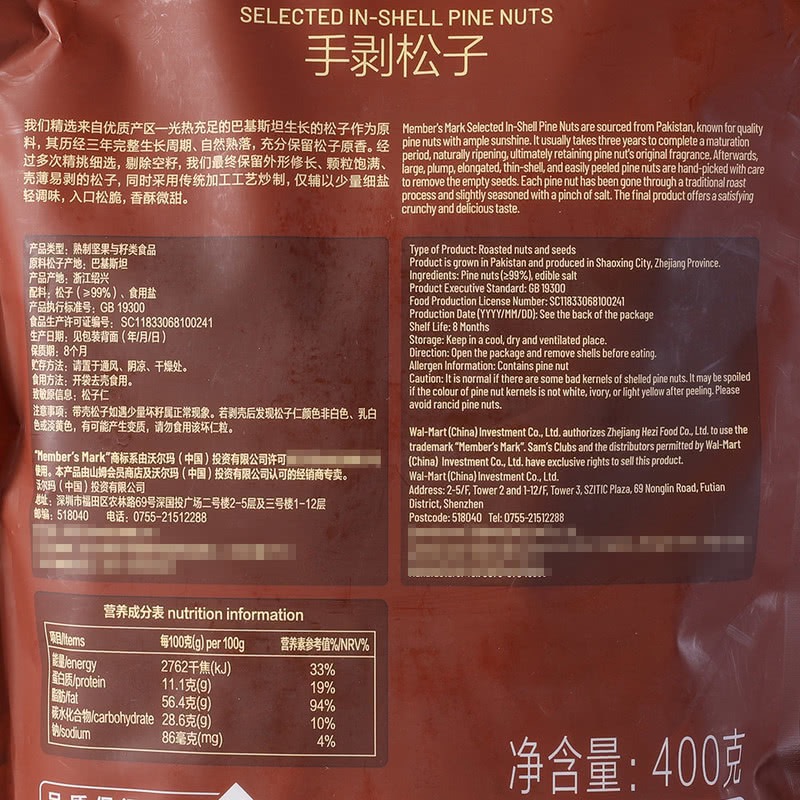 SELECTED IN-SHELL PINE NUTS
手剥松子
我们精选来自优质产区—光热充足的巴基斯坦生长的松子作为原
料，其历经三年完整生长周期、自然熟落，充分保留松子原香。经
过多次精挑细选，剔除空籽，我们最终保留外形修长、颗粒饱满、
壳薄易剥的松子，同时采用传统加工工艺炒制，仅辅以少量细盐
轻调味，入口松脆，香酥微甜。
Member's Mark Selected In-Shell Pine Nuts are sourced from Pakistan, known for quality
pine nuts with ample sunshine. It usually takes three years to complete a maturation
period, naturally ripening, ultimately retaining pine nut's original fragrance. Afterwards,
large, plump, elongated, thin-shell, and easily peeled pine nuts are hand-picked with care
to remove the empty seeds. Each pine nut has been gone through a traditional roast
process and slightly seasoned with a pinch of salt. The final product offers a satisfying
crunchy and delicious taste.
产品类型：熟制坚果与籽类食品
原料松子产地：巴基斯坦
产品产地：浙江绍兴
配料：松子（≥99%）、食用盐
产品执行标准号：GB 19300
食品生产许可证编号：SC11833068100241
生产日期：见包装背面（年/月/日）
保质期：8个月
贮存方法：请置于通风、阴凉、干燥处。
食用方法：开袋去壳食用。
致敏原信息：松子仁
注意事项：带壳松子如遇少量坏籽属正常现象。若剥壳后发现松子仁颜色非白色、乳白
色或淡黄色，有可能产生变质，请勿食用该坏仁粒。
“Member's Mark”商标系由沃尔玛（中国）投资有限公司许可
使用。本产品由山姆会员商店及沃尔玛（中国）投资有限公司认可的经销商专卖。
沃尔玛（中国）投资有限公司
地址：深圳市福田区农林路69号深国投广场二号楼2-5层及三号楼1-12层
邮编：518040 电话：0755-21512288
Type of Product: Roasted nuts and seeds
Product is grown in Pakistan and produced in Shaoxing City, Zhejiang Province.
Ingredients: Pine nuts (≥99%), edible salt
Product Executive Standard: GB 19300
Food Production License Number: SC11833068100241
Production Date (YYYY/MM/DD): See the back of the package
Shelf Life: 8 Months
Storage: Keep in a cool, dry and ventilated place.
Direction: Open the package and remove shells before eating.
Allergen Information: Contains pine nut
Caution: It is normal if there are some bad kernels of shelled pine nuts. It may be spoiled
if the colour of pine nut kernels is not white, ivory, or light yellow after peeling. Please
avoid rancid pine nuts.
Wal-Mart (China) Investment Co., Ltd. authorizes Zhejiang Hezi Food Co., Ltd. to use the
trademark "Member's Mark". Sam's Clubs and the distributors permitted by Wal-Mart
(China) Investment Co., Ltd. have exclusive rights to sell this product.
Wal-Mart (China) Investment Co., Ltd.
Address: 2-5/F, Tower 2 and 1-12/F, Tower 3, SZITIC Plaza, 69 Nonglin Road, Futian
District, Shenzhen
Postcode: 518040 Tel: 0755-21512288
营养成分表 nutrition information
项目/Items 每100克(g) per 100g 营养素参考值%/NRV%
能量/energy 2762千焦(kJ) 33%
蛋白质/protein 11.1克(g) 19%
脂肪/fat 56.4克(g) 94%
碳水化合物/carbohydrate 28.6克(g) 10%
钠/sodium 86毫克(mg) 4%
净含量：400克